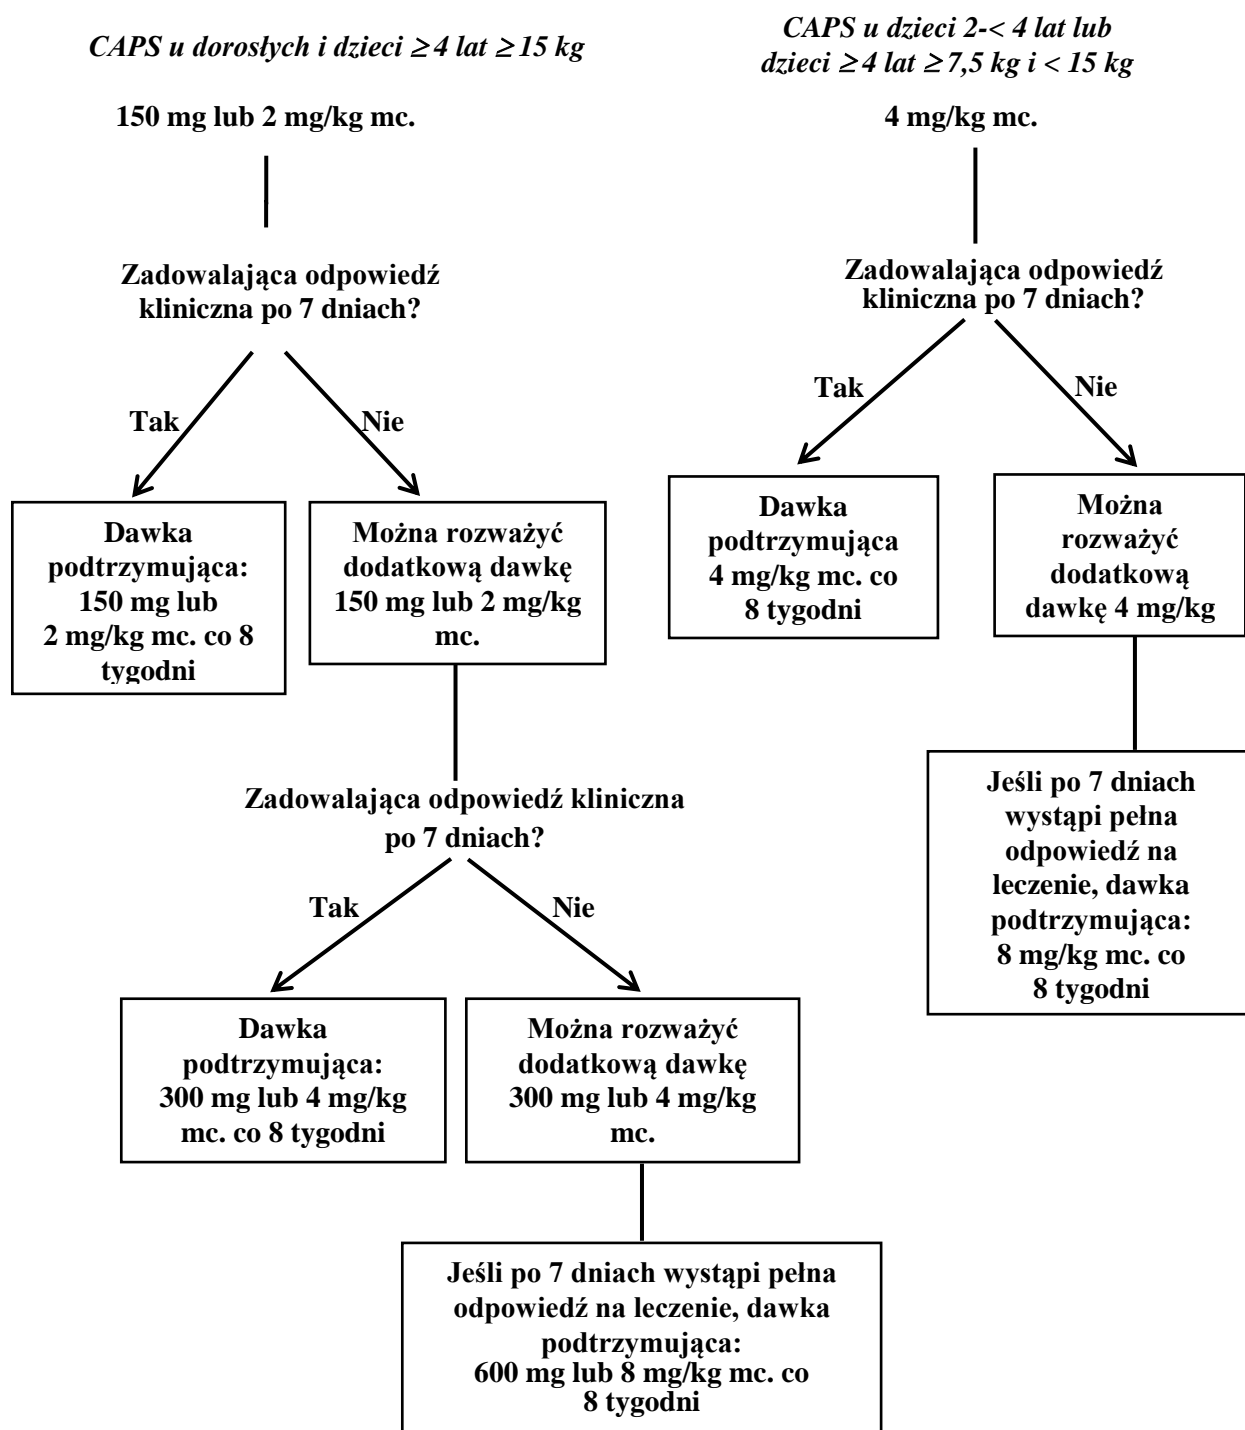 CAPS u dorosłych i dzieci ≥ 4 lat ≥ 15 kg
150 mg lub 2 mg/kg mc.
Zadowalająca odpowiedź
kliniczna po 7 dniach?
Tak
Nie
Dawka
podtrzymująca:
150 mg lub
2 mg/kg mc. co 8
tygodni
Można rozważyć
dodatkową dawkę
150 mg lub 2 mg/kg
mc.
Zadowalająca odpowiedź kliniczna
po 7 dniach?
Tak
Nie
Dawka
podtrzymująca:
300 mg lub 4 mg/kg
mc. co 8 tygodni
Można rozważyć
dodatkową dawkę
300 mg lub 4 mg/kg
mc.
Jeśli po 7 dniach wystąpi pełna
odpowiedź na leczenie, dawka
podtrzymująca:
600 mg lub 8 mg/kg mc. co
8 tygodni
CAPS u dzieci 2-< 4 lat lub
dzieci ≥ 4 lat ≥ 7,5 kg i < 15 kg
4 mg/kg mc.
Zadowalająca odpowiedź
kliniczna po 7 dniach?
Tak
Nie
Dawka
podtrzymująca
4 mg/kg mc. co
8 tygodni
Można
rozważyć
dodatkową
dawkę 4 mg/kg
Jeśli po 7 dniach
wystąpi pełna
odpowiedź na
leczenie, dawka
podtrzymująca:
8 mg/kg mc. co
8 tygodni